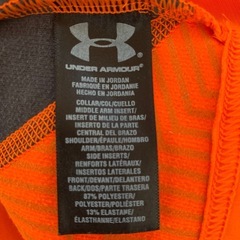 UNDER ARMOUR
MADE IN JORDAN
FABRIQUÉ EN JORDANIE
HECHO EN JORDANIA
COLLAR/COL/CUELLO
MIDDLE ARM INSERT/
INSERT DE MILIEU DE BRAS/
INSERTO DE LA PARTE
CENTRAL DEL BRAZO
SHOULDER/ÉPAULE/HOMBRO
ARM/BRAS/BRAZO
SIDE INSERTS/
RENFORTS LATÉRAUX/
INSERTOS LATERALES
FRONT/DEVANT/DELANTERO
BACK/DOS/PARTE TRASERA
87% POLYESTER/
POLYESTER/POLIÉSTER
13% ELASTANE/
ÉLASTHANNE/ELASTANO